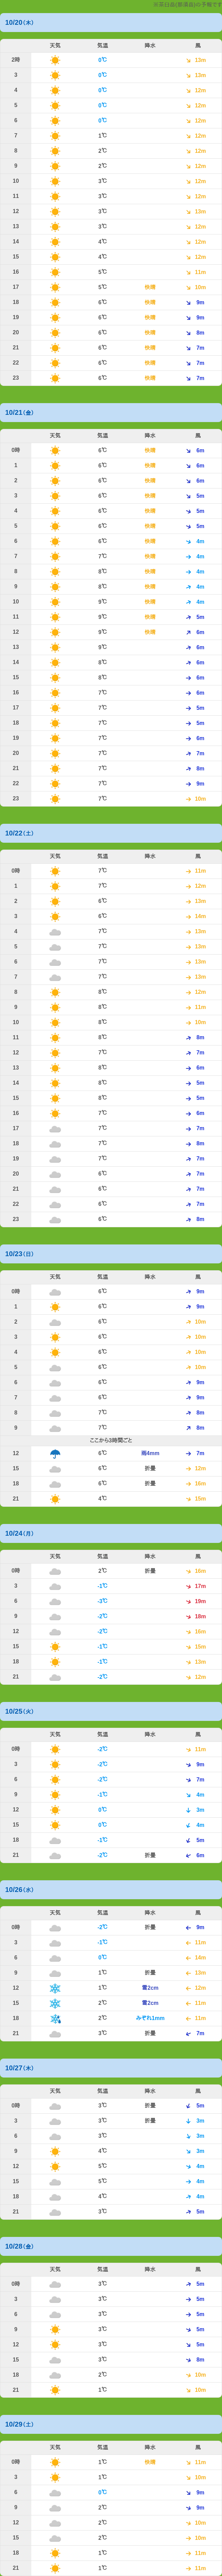 10/20(木)
天気 気温 降水 風
2時 0℃ 13m
3 0℃ 13m
4 0℃ 12m
5 0℃ 12m
6 0℃ 12m
7 1℃ 12m
8 2℃ 12m
9 2℃ 12m
10 3℃ 12m
11 3℃ 12m
12 3℃ 13m
13 3℃ 12m
14 4℃ 12m
15 4℃ 12m
16 5℃ 11m
17 5℃ 快晴 10m
18 6℃ 快晴 9m
19 6℃ 快晴 9m
20 6℃ 快晴 8m
21 6℃ 快晴 7m
22 6℃ 快晴 7m
23 6℃ 快晴 7m
10/21(金)
天気 気温 降水 風
0時 6℃ 快晴 6m
1 6℃ 快晴 6m
2 6℃ 快晴 6m
3 6℃ 快晴 5m
4 6℃ 快晴 5m
5 6℃ 快晴 5m
6 6℃ 快晴 4m
7 7℃ 快晴 4m
8 8℃ 快晴 4m
9 8℃ 快晴 4m
10 9℃ 快晴 4m
11 9℃ 快晴 5m
12 9℃ 快晴 6m
13 9℃ 6m
14 8℃ 6m
15 8℃ 6m
16 7℃ 6m
17 7℃ 5m
18 7℃ 5m
19 7℃ 6m
20 7℃ 7m
21 7℃ 8m
22 7℃ 9m
23 7℃ 10m
10/22(土)
天気 気温 降水 風
0時 7℃ 11m
1 7℃ 12m
2 6℃ 13m
3 6℃ 14m
4 7℃ 13m
5 7℃ 13m
6 7℃ 13m
7 7℃ 13m
8 8℃ 12m
9 8℃ 11m
10 8℃ 10m
11 8℃ 8m
12 7℃ 7m
13 8℃ 6m
14 8℃ 5m
15 8℃ 5m
16 7℃ 6m
17 7℃ 7m
18 7℃ 8m
19 7℃ 7m
20 6℃ 7m
21 6℃ 7m
22 6℃ 7m
23 6℃ 8m
10/23(日)
天気 気温 降水 風
0時 6℃ 9m
1 6℃ 9m
2 6℃ 10m
3 6℃ 10m
4 6℃ 10m
5 6℃ 10m
6 6℃ 9m
7 6℃ 9m
8 7℃ 8m
9 7℃ 8m
ここから3時間ごと
12 6℃ 雨4mm 7m
15 6℃ 折曇 12m
18 6℃ 折曇 16m
21 4℃ 15m
10/24(月)
天気 気温 降水 風
0時 2℃ 折曇 16m
3 -1℃ 17m
6 -3℃ 19m
9 -2℃ 18m
12 -2℃ 16m
15 -1℃ 15m
18 -1℃ 13m
21 -2℃ 12m
10/25(火)
天気 気温 降水 風
0時 -2℃ 11m
3 -2℃ 9m
6 -2℃ 7m
9 -1℃ 4m
12 0℃ 3m
15 0℃ 4m
18 -1℃ 5m
21 -2℃ 折曇 6m
10/26(水)
天気 気温 降水 風
0時 -2℃ 折曇 9m
3 -1℃ 11m
6 0℃ 14m
9 1℃ 折曇 13m
12 1℃ 雪2cm 12m
15 2℃ 雪2cm 11m
18 2℃ みぞれ1mm 11m
21 3℃ 折曇 7m
10/27(木)
天気 気温 降水 風
0時 3℃ 折曇 5m
3 3℃ 折曇 3m
6 3℃ 3m
9 4℃ 3m
12 5℃ 4m
15 5℃ 4m
18 4℃ 4m
21 3℃ 5m
10/28(金)
天気 気温 降水 風
0時 3℃ 5m
3 3℃ 5m
6 3℃ 5m
9 3℃ 5m
12 3℃ 5m
15 3℃ 8m
18 2℃ 10m
21 1℃ 10m
10/29(土)
天気 気温 降水 風
0時 1℃ 快晴 11m
3 1℃ 10m
6 0℃ 9m
9 2℃ 9m
12 2℃ 10m
15 2℃ 10m
18 1℃ 11m
21 1℃ 11m